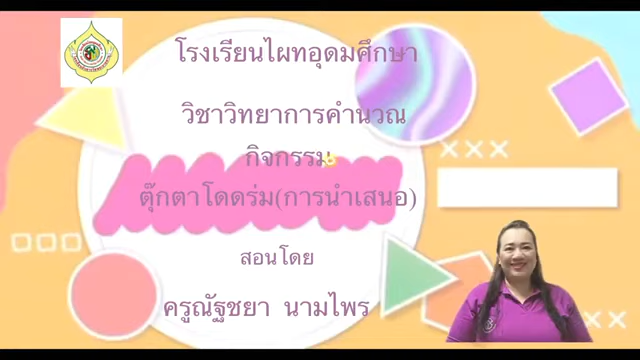 โรงเรียนไผทอุดมศึกษา
วิชาวิทยาการคำนวณ
กิจกรรม
ตุ๊กตาโดดร่ม(การนำเสนอ)
สอนโดย
ครูณัฐชยา นามไพร